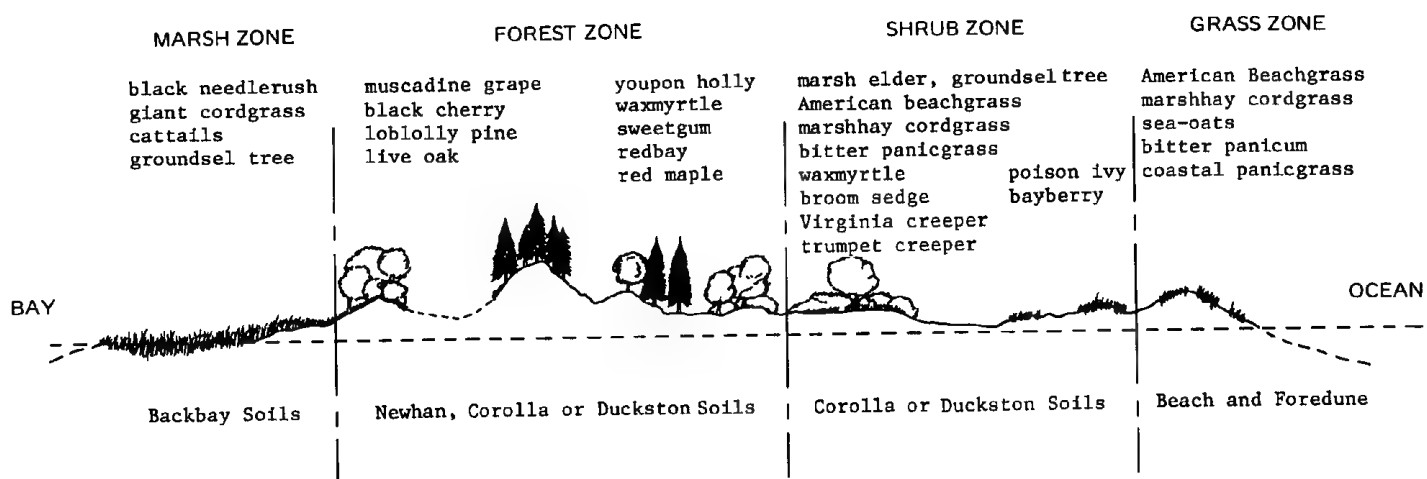 MARSH ZONE
black needlerush
giant cordgrass
cattails
groundsel tree
FOREST ZONE
muscadine grape
black cherry
loblolly pine
live oak
youpon holly
waxmyrtle
sweetgum
redbay
red maple
SHRUB ZONE
marsh elder, groundsel tree
American beachgrass
marshhay cordgrass
bitter panicgrass
waxmyrtle
broom sedge
Virginia creeper
trumpet creeper
poison ivy
bayberry
GRASS ZONE
American Beachgrass
marshhay cordgrass
sea-oats
bitter panicum
coastal panicgrass
BAY
OCEAN
Backbay Soils
Newhan, Corolla or Duckston Soils
Corolla or Duckston Soils
Beach and Foredune